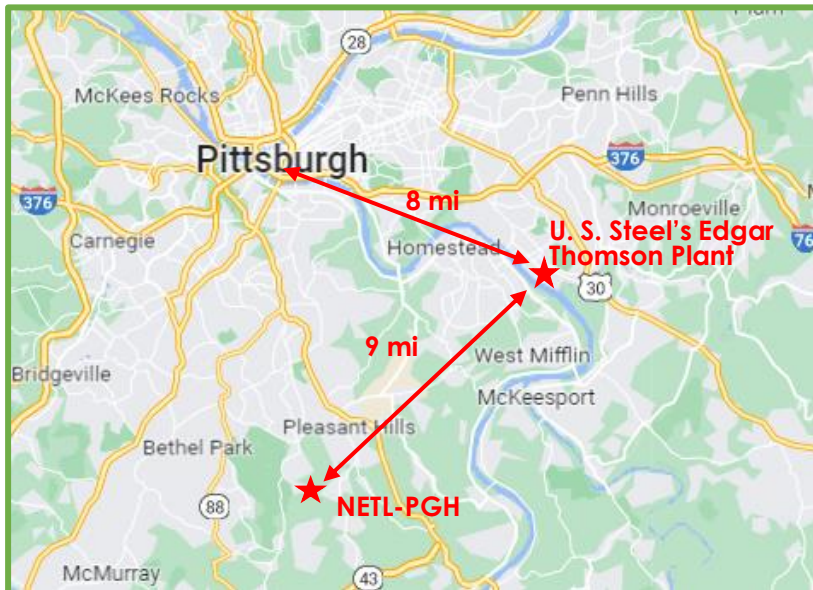 28
McKees Rocks
Penn Hills
Pittsburgh
376
376
8 mi
Monroeville
Carnegie
Homestead
U. S. Steel's Edgar
Thomson Plant
76
30
9 mi
West Mifflin
Bridgeville
McKeesport
Pleasant Hills
Bethel Park
88
NETL-PGH
McMurray
43